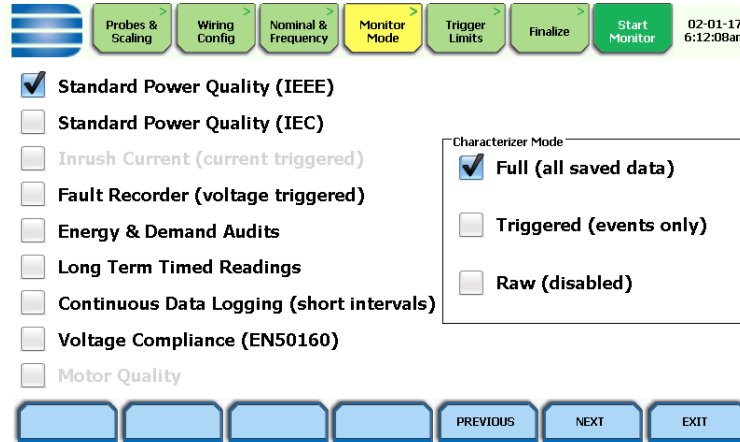 Probes & Scaling
Wiring Config
Nominal & Frequency
Monitor Mode
Trigger Limits
Finalize
Start Monitor
02-01-17
6:12:08am
Standard Power Quality (IEEE)
Standard Power Quality (IEC)
Inrush Current (current triggered)
Fault Recorder (voltage triggered)
Energy & Demand Audits
Long Term Timed Readings
Continuous Data Logging (short intervals)
Voltage Compliance (EN50160)
Motor Quality
Characterizer Mode
Full (all saved data)
Triggered (events only)
Raw (disabled)
PREVIOUS
NEXT
EXIT